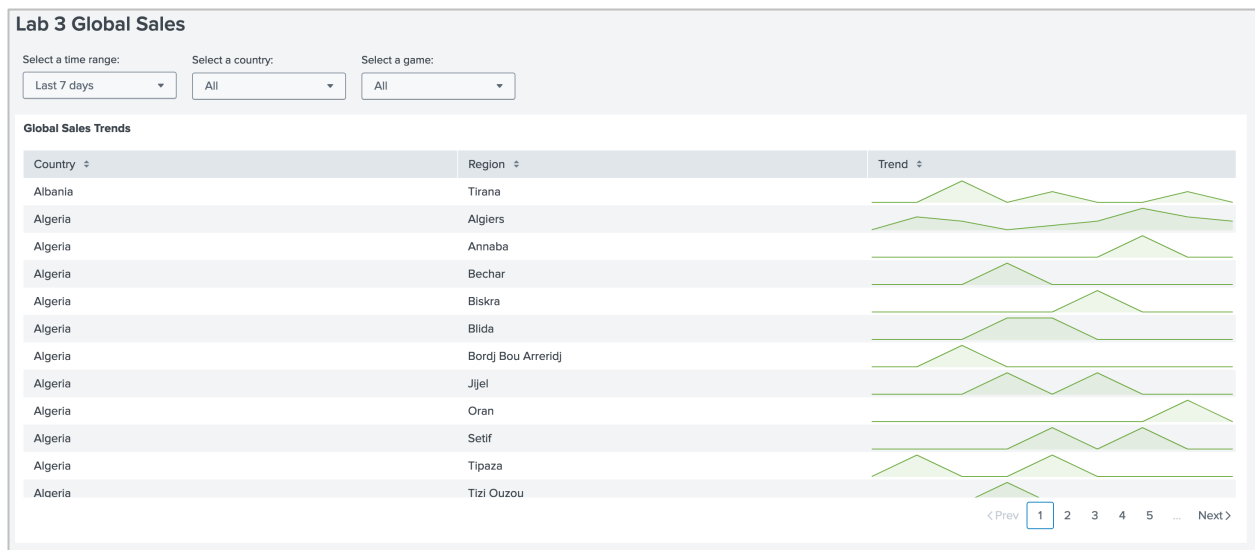 Lab 3 Global Sales
Select a time range: Select a country: Select a game:
Last 7 days All All
Global Sales Trends
Country Region Trend
Albania Tirana
Algeria Algiers
Algeria Annaba
Algeria Bechar
Algeria Biskra
Algeria Blida
Algeria Bordj Bou Arreridj
Algeria Jijel
Algeria Oran
Algeria Setif
Algeria Tipaza
Algeria Tizi Ouzou
< Prev 1 2 3 4 5 ... Next >